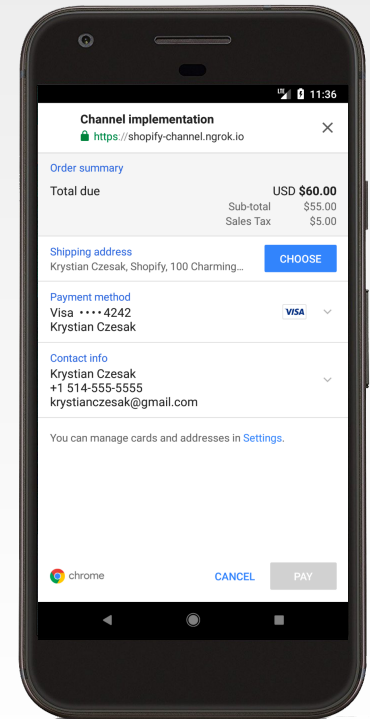 LTE 11:36
Channel implementation
https://shopify-channel.ngrok.io
Order summary
Total due USD $60.00
Sub-total $55.00
Sales Tax $5.00
Shipping address
Krystian Czesak, Shopify, 100 Charming...
CHOOSE
Payment method
Visa ····4242
VISA
Krystian Czesak
Contact info
Krystian Czesak
+1 514-555-5555
krystianczesak@gmail.com
You can manage cards and addresses in Settings.
chrome CANCEL PAY